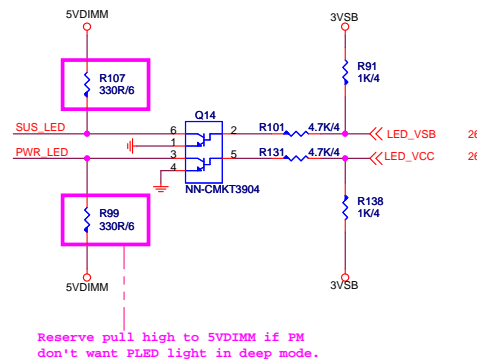 5VDIMM
3VSB
R107
330R/6
R91
1K/4
Q14
SUS_LED
6
2
R101
4.7K/4
LED_VSB
26
1
PWR_LED
3
5
R131
4.7K/4
LED_VCC
26
4
NN-CMKT3904
R99
330R/6
R138
1K/4
5VDIMM
3VSB
Reserve pull high to 5VDIMM if PM
don't want PLED light in deep mode.